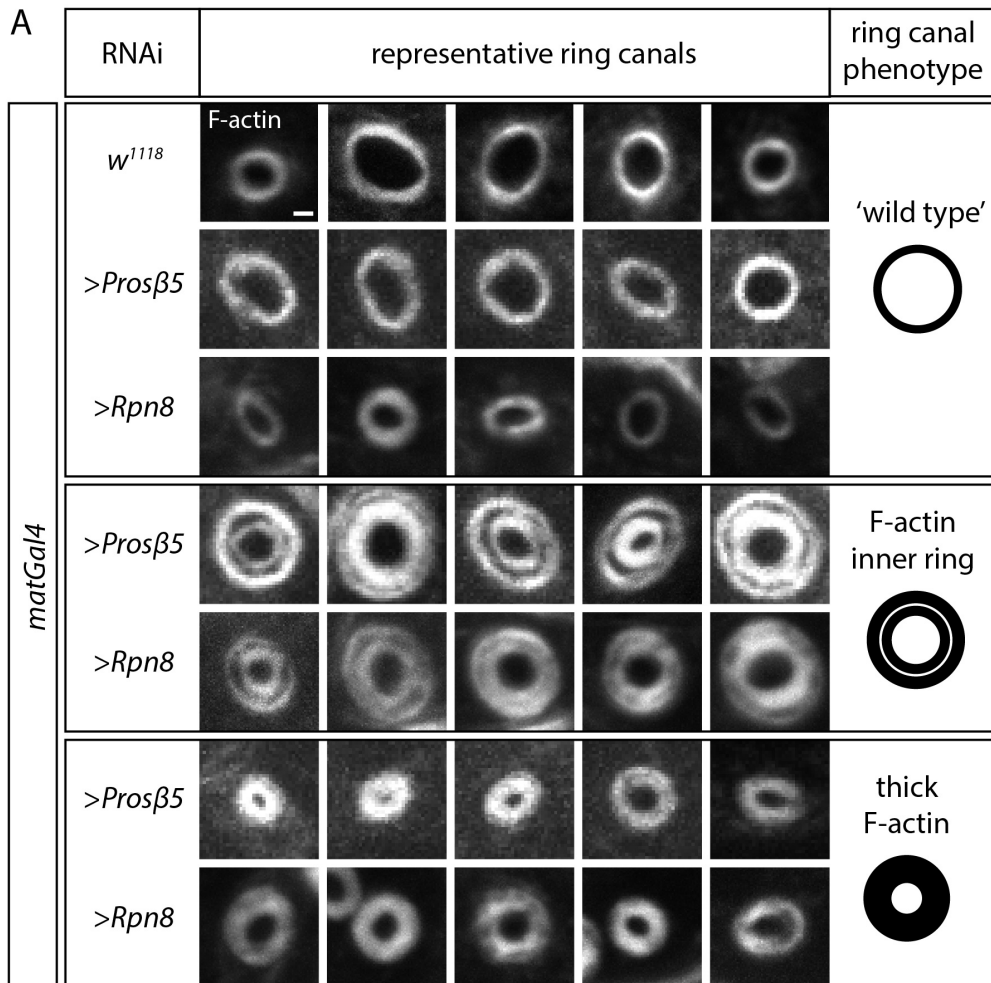 A
RNAi
representative ring canals
ring canal
phenotype
matGal4
F-actin
w1118
'wild type'
>Prosβ5
>Rpn8
>Prosβ5
F-actin
inner ring
>Rpn8
>Prosβ5
thick
F-actin
>Rpn8